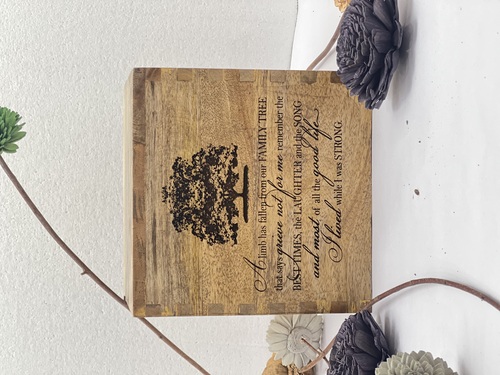 A limb has fallen from our FAMILY TREE
that says grieve not for me remember the
BEST TIMES, the LAUGHTER and the SONG
and most of all the good life
I lived while I was STRONG